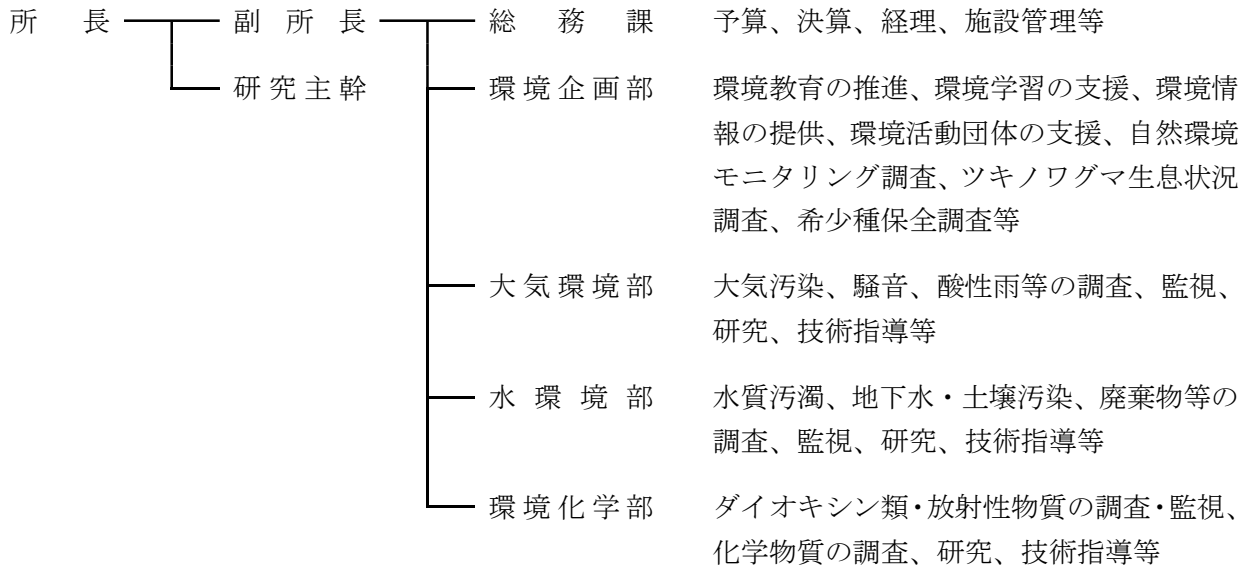 所長 副所長 総務課 予算、決算、経理、施設管理等
研究主幹 環境企画部 環境教育の推進、環境学習の支援、環境情
報の提供、環境活動団体の支援、自然環境
モニタリング調査、ツキノワグマ生息状況
調査、希少種保全調査等
大気環境部 大気汚染、騒音、酸性雨等の調査、監視、
研究、技術指導等
水環境部 水質汚濁、地下水・土壌汚染、廃棄物等の
調査、監視、研究、技術指導等
環境化学部 ダイオキシン類・放射性物質の調査・監視、
化学物質の調査、研究、技術指導等